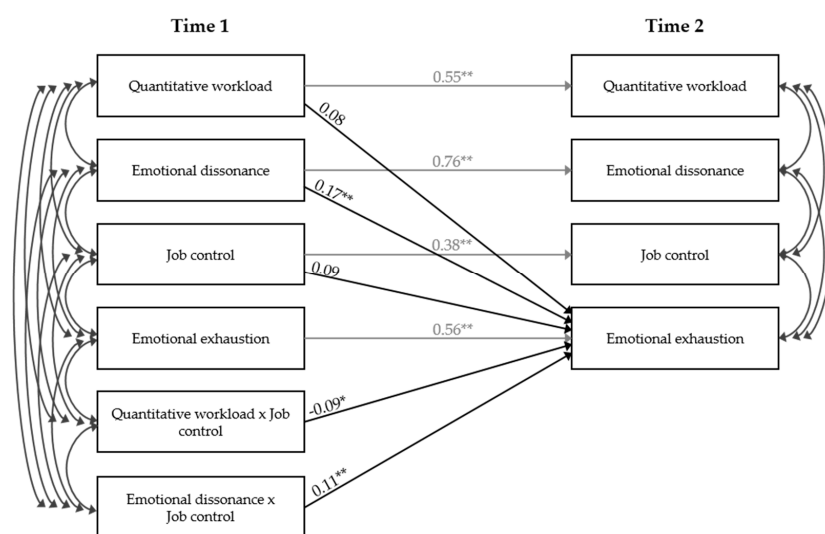 Time 1
Time 2
Quantitative workload
0.55**
Quantitative workload
0.08
Emotional dissonance
0.76**
Emotional dissonance
0.17**
Job control
0.38**
Job control
0.09
Emotional exhaustion
0.56**
Emotional exhaustion
Quantitative workload x Job
control
-0.09*
Emotional dissonance x
Job control
0.11**